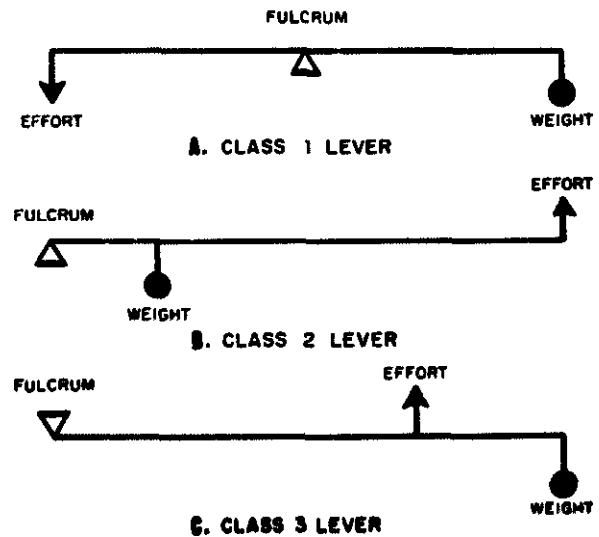 FULCRUM
EFFORT
WEIGHT
A. CLASS 1 LEVER
EFFORT
FULCRUM
WEIGHT
B. CLASS 2 LEVER
EFFORT
FULCRUM
WEIGHT
C. CLASS 3 LEVER